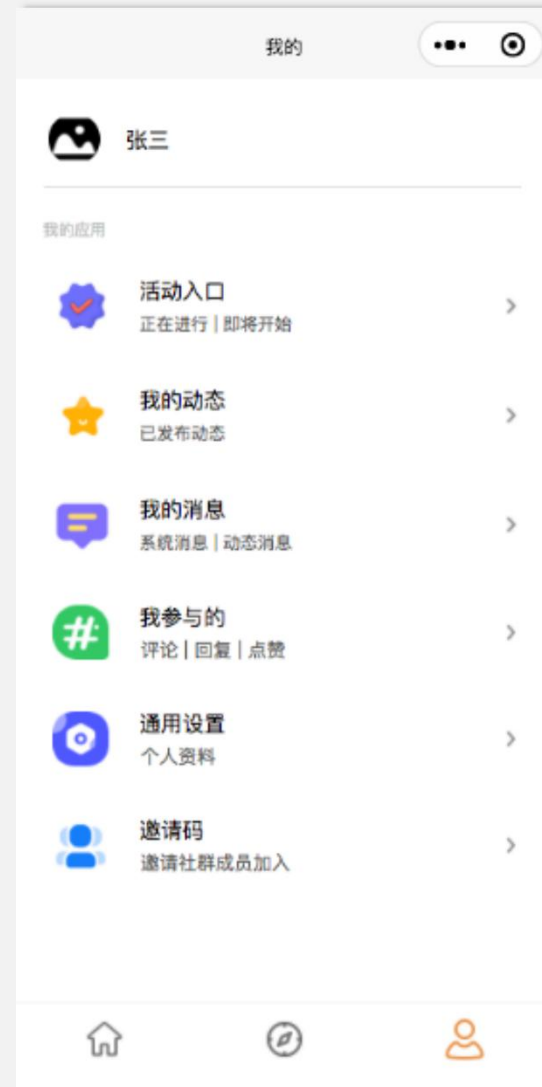 我的
张三
我的应用
活动入口
正在进行 | 即将开始
我的动态
已发布动态
我的消息
系统消息 | 动态消息
我参与的
评论 | 回复 | 点赞
通用设置
个人资料
邀请码
邀请社群成员加入